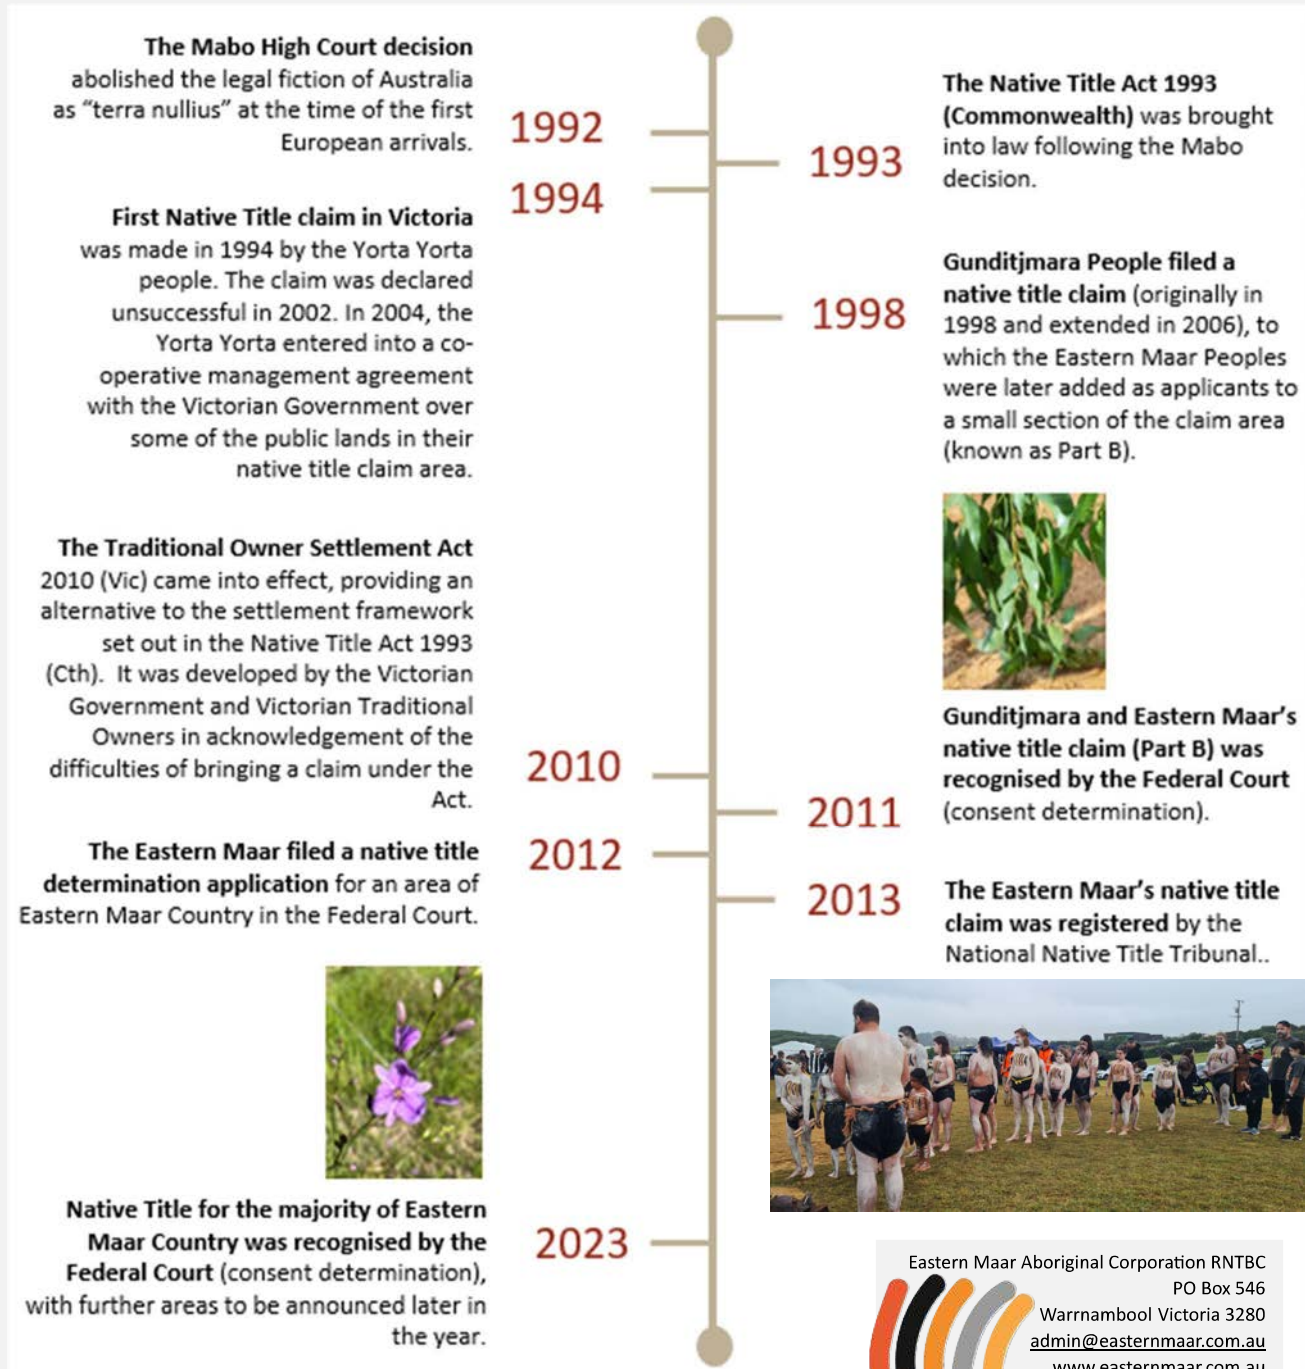 The Mabo High Court decision
abolished the legal fiction of Australia
as “terra nullius” at the time of the first
European arrivals.
1992
The Native Title Act 1993
(Commonwealth) was brought
into law following the Mabo
decision.
1993
First Native Title claim in Victoria
was made in 1994 by the Yorta Yorta
people. The claim was declared
unsuccessful in 2002. In 2004, the
Yorta Yorta entered into a co-
operative management agreement
with the Victorian Government over
some of the public lands in their
native title claim area.
1994
Gunditjmara People filed a
native title claim (originally in
1998 and extended in 2006), to
which the Eastern Maar Peoples
were later added as applicants to
a small section of the claim area
(known as Part B).
1998
The Traditional Owner Settlement Act
2010 (Vic) came into effect, providing an
alternative to the settlement framework
set out in the Native Title Act 1993
(Cth).  It was developed by the Victorian
Government and Victorian Traditional
Owners in acknowledgement of the
difficulties of bringing a claim under the
Act.
2010
Gunditjmara and Eastern Maar’s
native title claim (Part B) was
recognised by the Federal Court
(consent determination).
2011
The Eastern Maar filed a native title
determination application for an area of
Eastern Maar Country in the Federal Court.
2012
The Eastern Maar’s native title
claim was registered by the
National Native Title Tribunal..
2013
Native Title for the majority of Eastern
Maar Country was recognised by the
Federal Court (consent determination),
with further areas to be announced later in
the year.
2023
Eastern Maar Aboriginal Corporation RNTBC
PO Box 546
Warrnambool Victoria 3280
admin@easternmaar.com.au
www.easternmaar.com.au